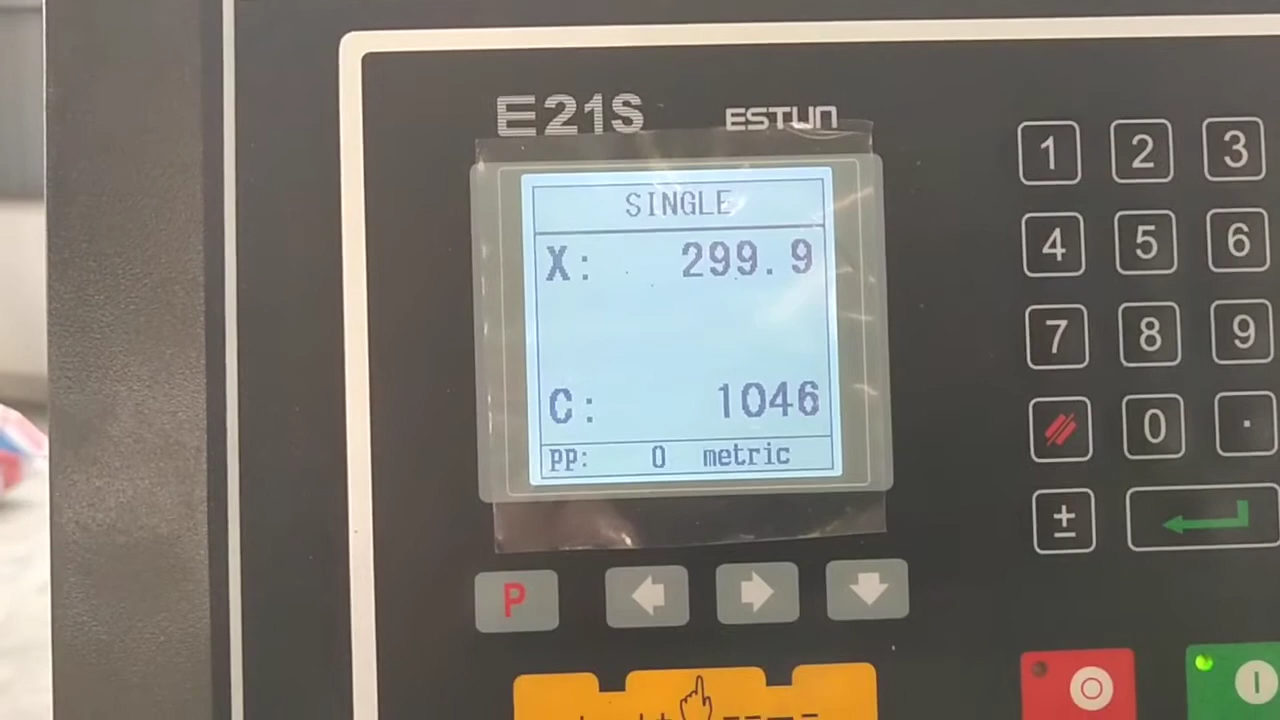 E21S ESTUN
SINGLE
X: 299.9
C: 1046
PP: 0 metric
P
1 2 3
4 5 6
7 8 9
0 .
±